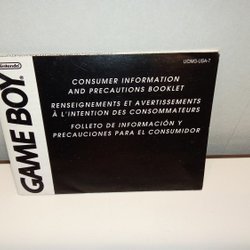 Nintendo
GAME BOY
UCMG-USA-7
CONSUMER INFORMATION
AND PRECAUTIONS BOOKLET
RENSEIGNEMENTS ET AVERTISSEMENTS
À L'INTENTION DES CONSOMMATEURS
FOLLETO DE INFORMACIÓN Y
PRECAUCIONES PARA EL CONSUMIDOR